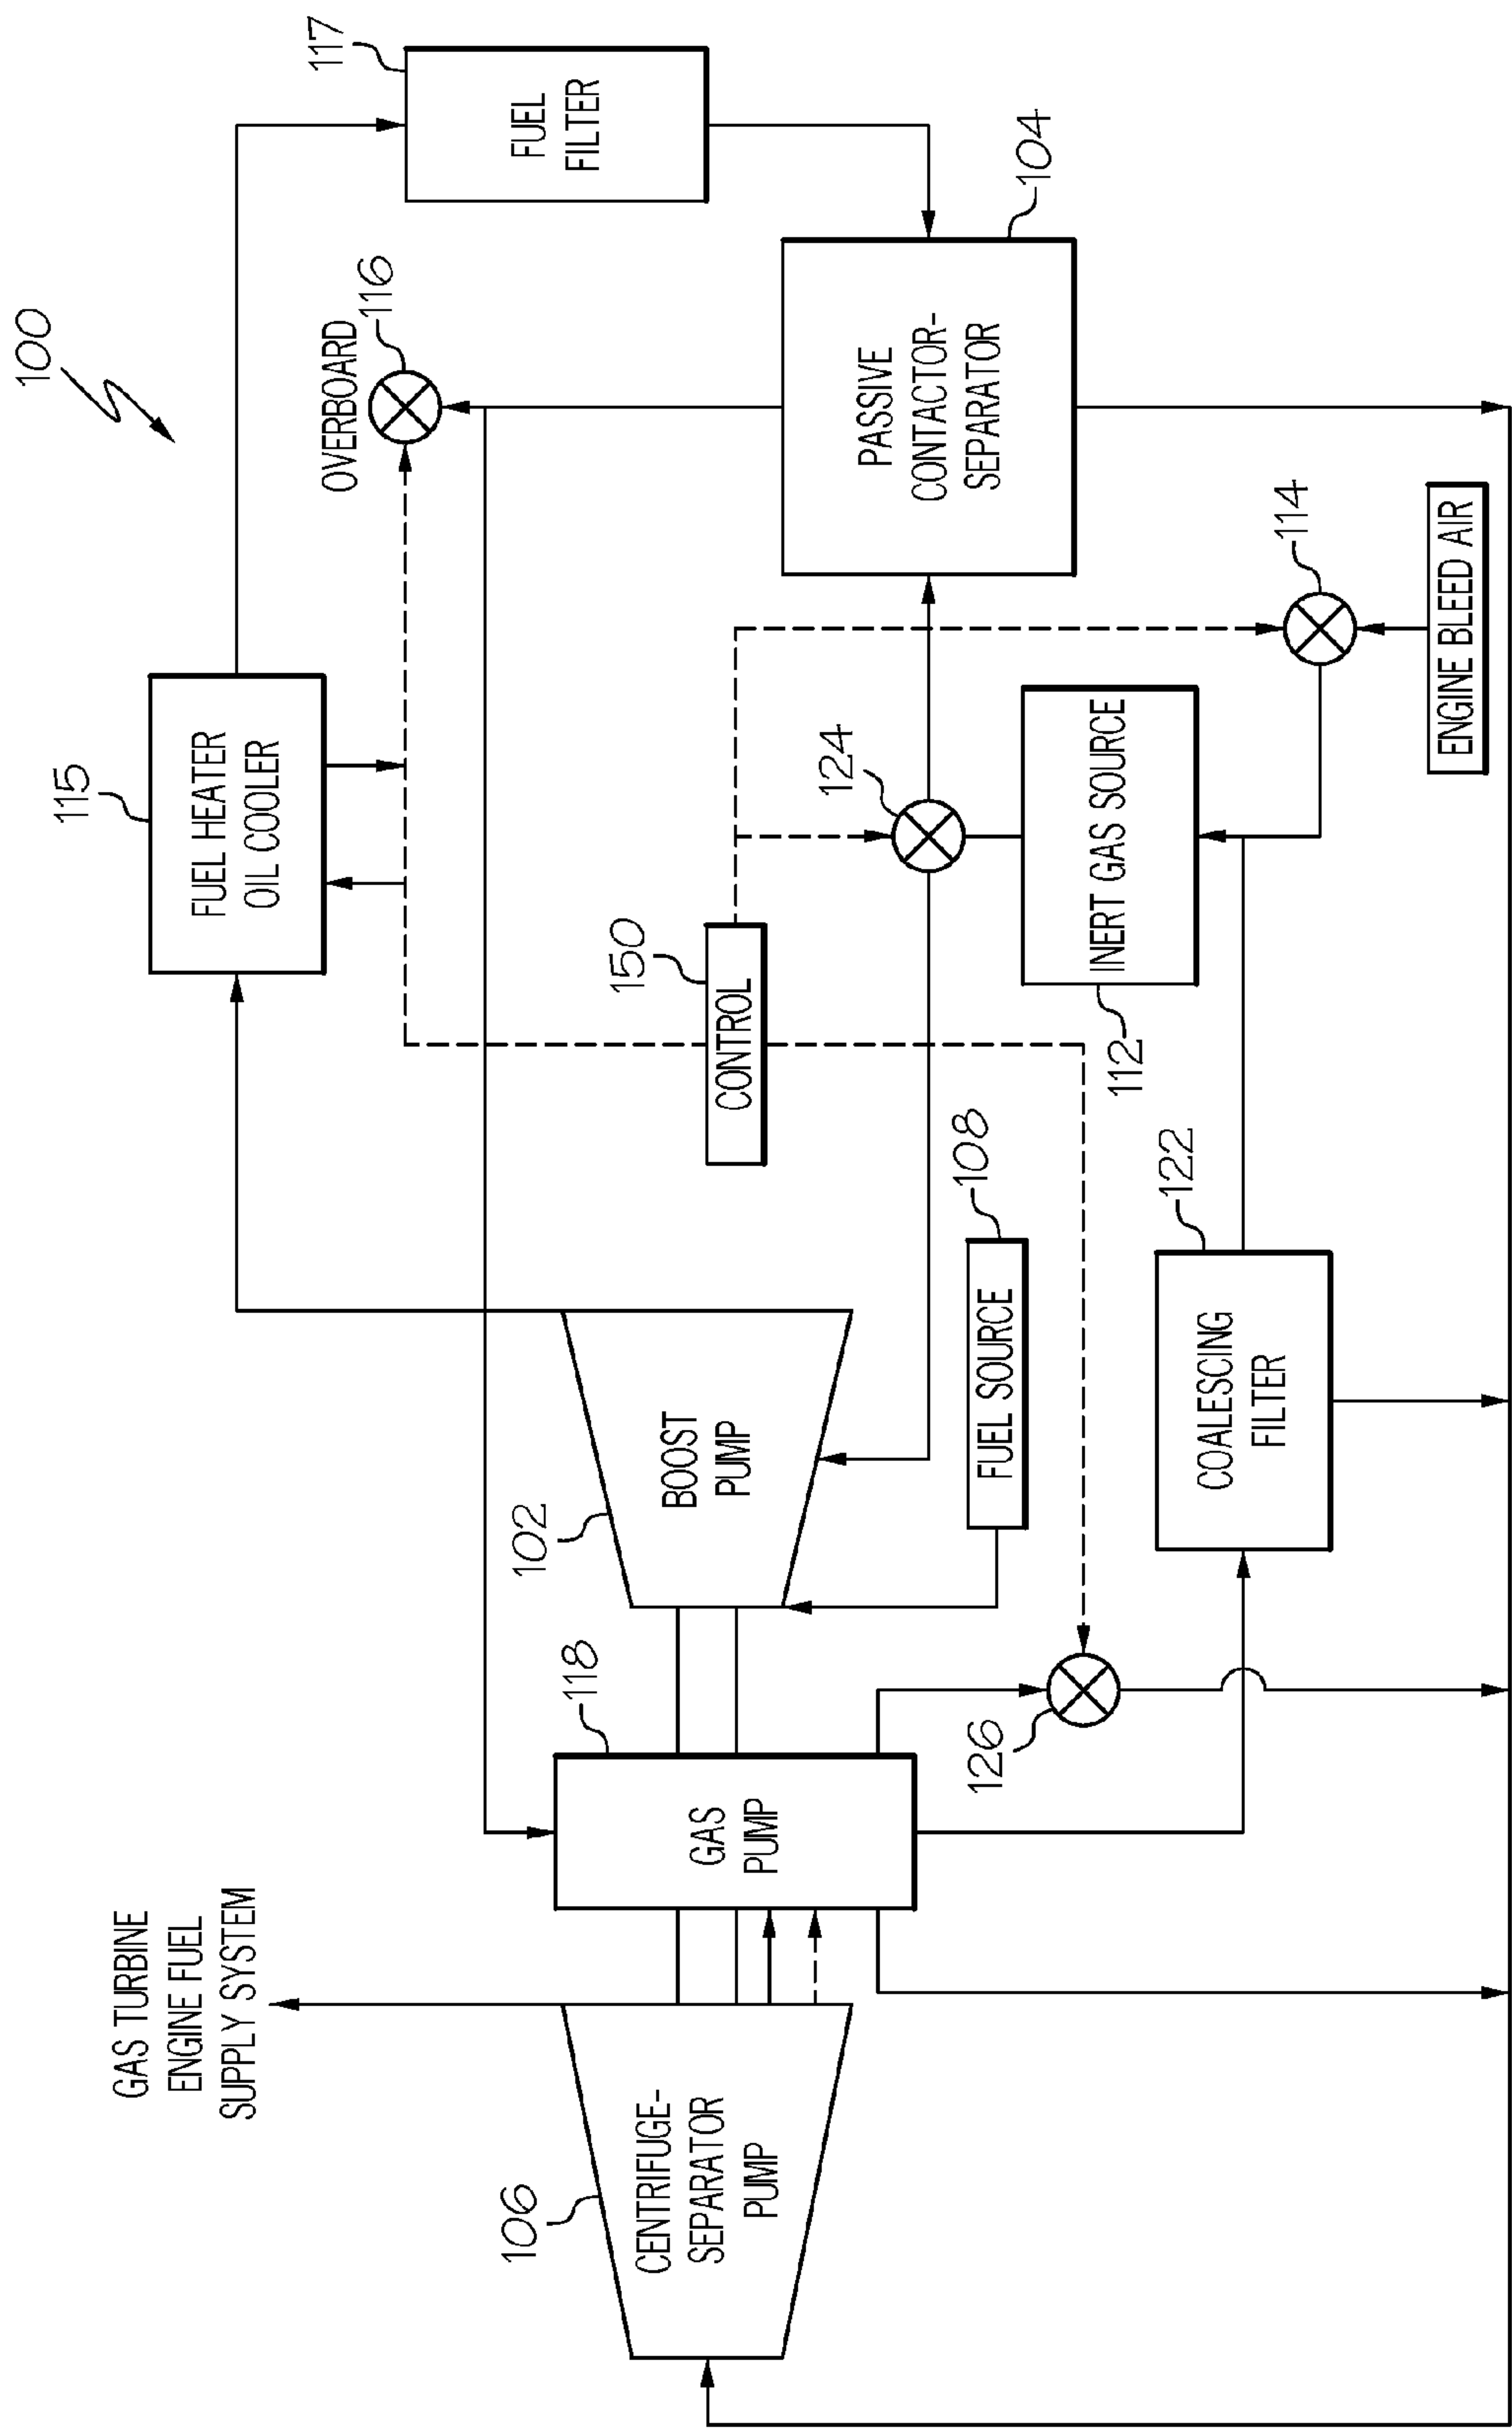 100
117
FUEL
FILTER
115
FUEL HEATER
OIL COOLER
OVERBOARD
116
104
PASSIVE
CONTACTOR-
SEPARATOR
124
114
ENGINE BLEED AIR
INERT GAS SOURCE
112
150
CONTROL
108
FUEL SOURCE
122
COALESCING
FILTER
102
BOOST
PUMP
118
GAS
PUMP
126
GAS TURBINE
ENGINE FUEL
SUPPLY SYSTEM
106
CENTRIFUGE-
SEPARATOR
PUMP